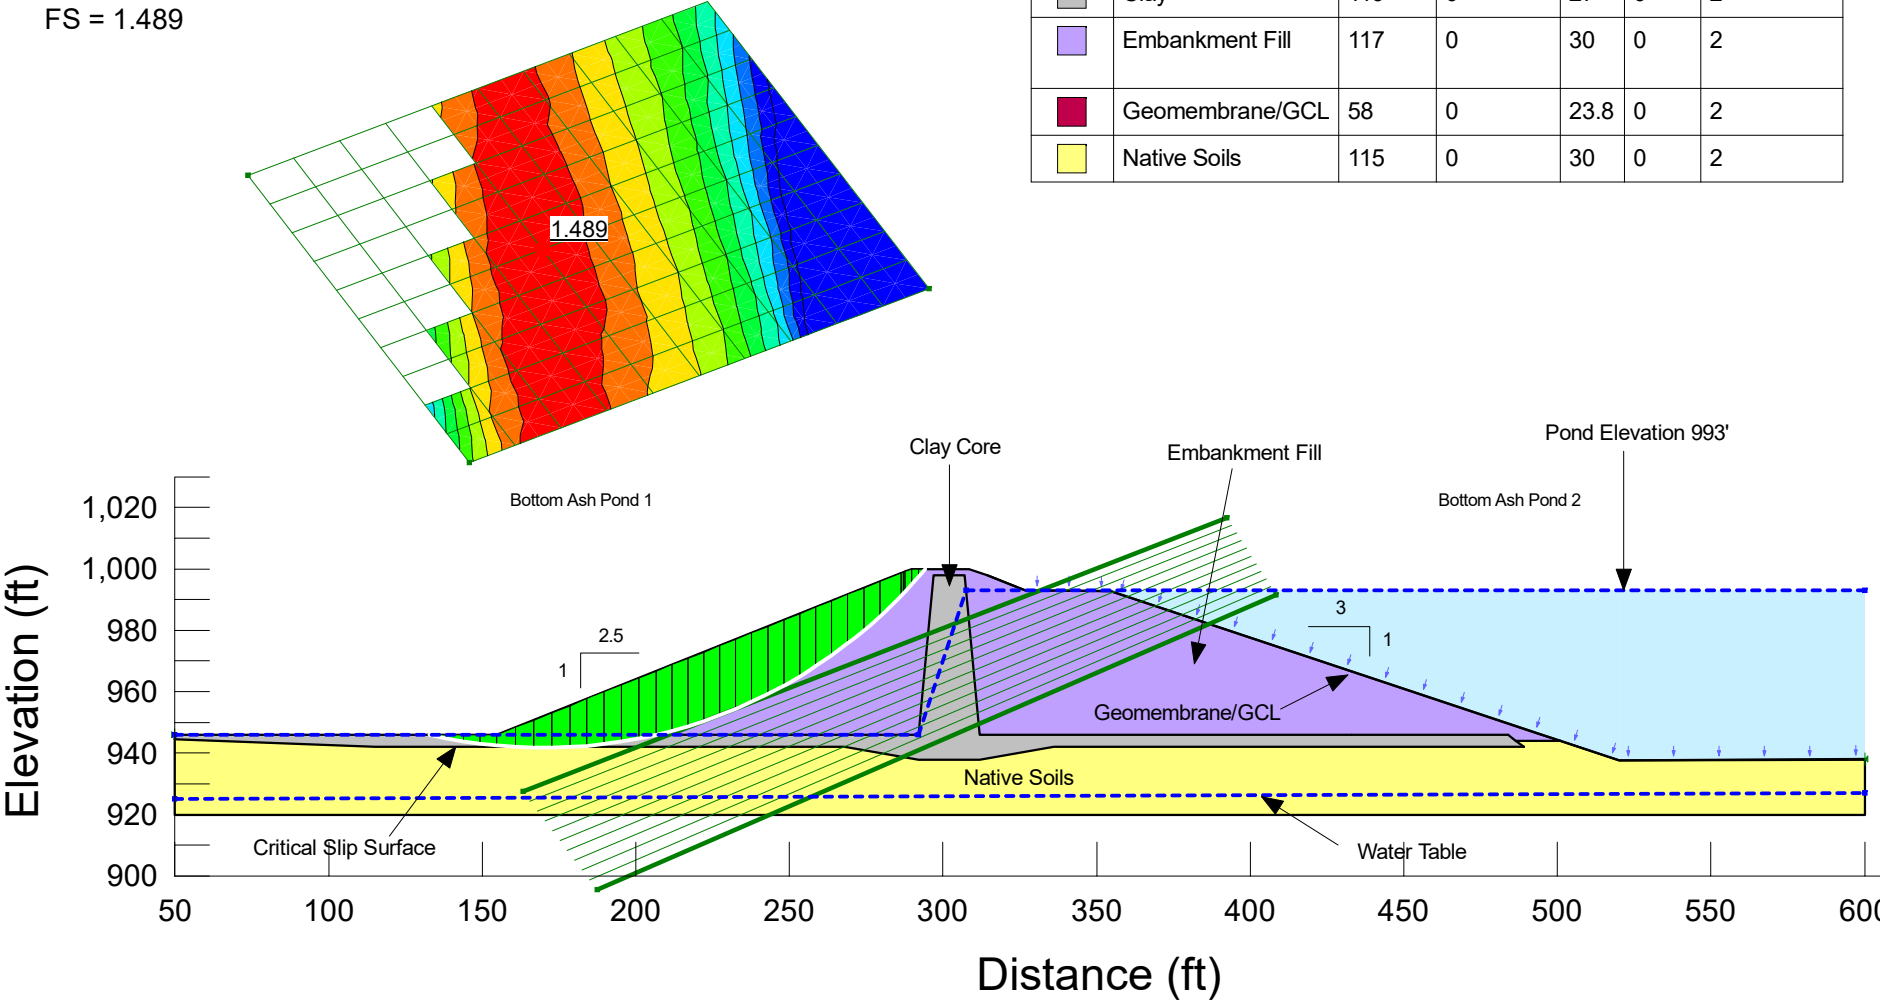 FS = 1.489
Embankment Fill 117 0 30 0 2
Geomembrane/GCL 58 0 23.8 0 2
Native Soils 115 0 30 0 2
1.489
Clay Core
Embankment Fill
Pond Elevation 993'
Bottom Ash Pond 1
Bottom Ash Pond 2
1,020
1,000
980
960
940
920
900
Elevation (ft)
2.5
1
3
1
Geomembrane/GCL
Native Soils
Critical Slip Surface
Water Table
50 100 150 200 250 300 350 400 450 500 550 600
Distance (ft)